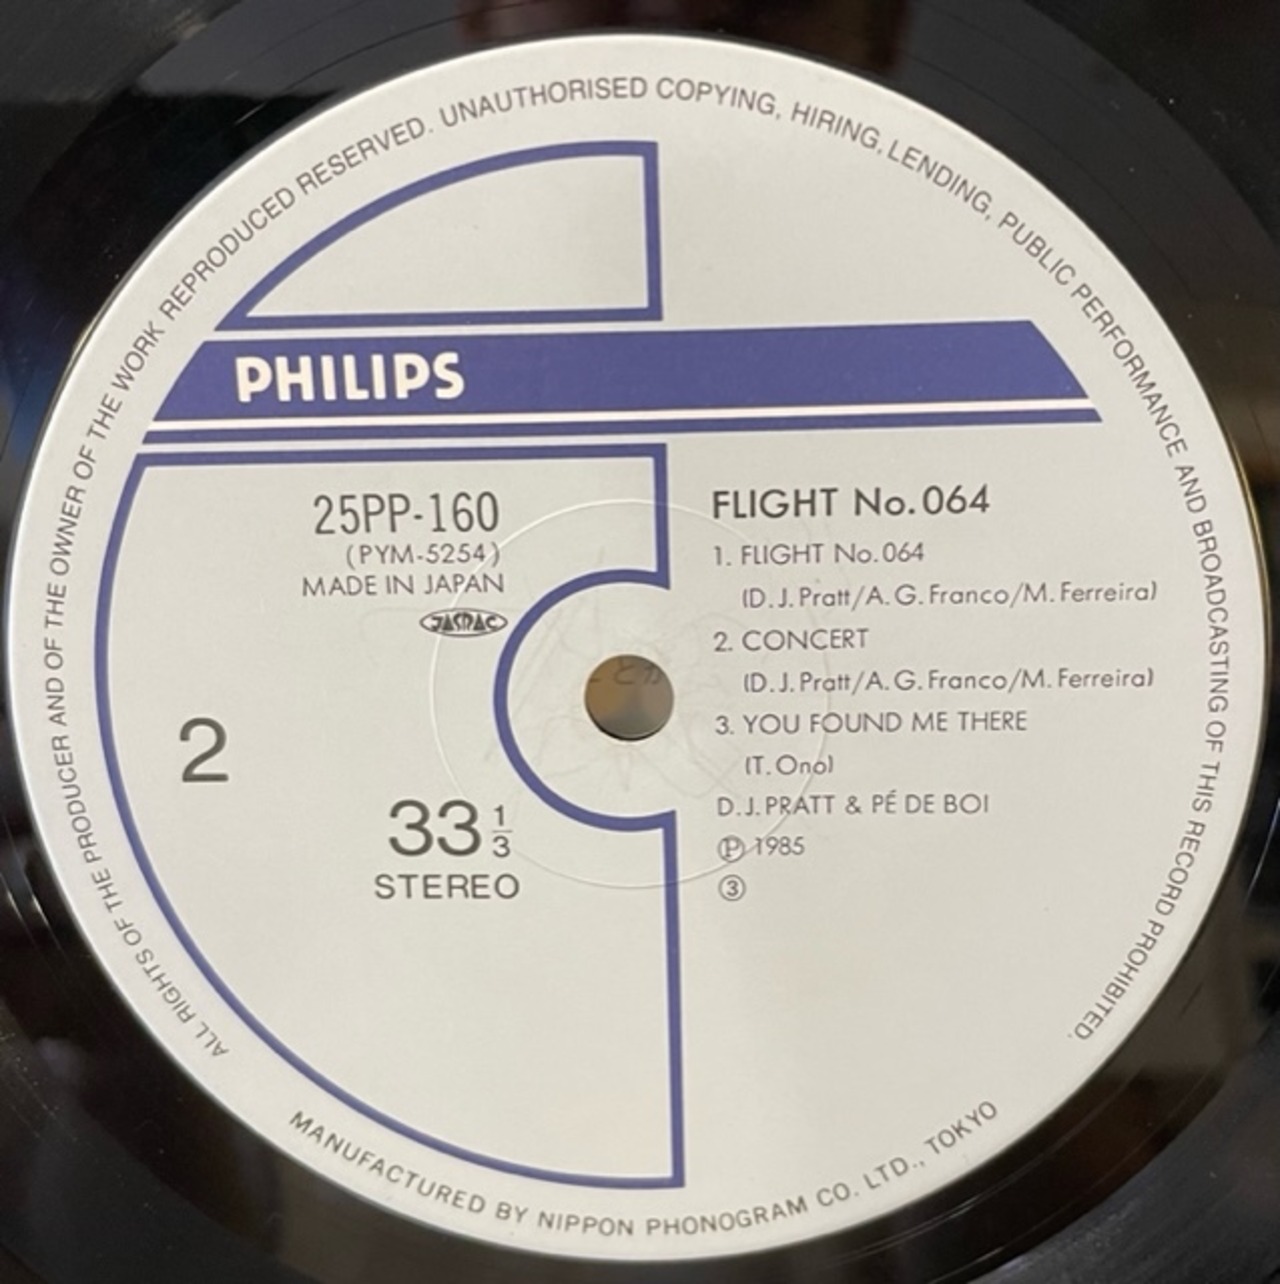 ALL RIGHTS OF THE PRODUCER AND OF THE OWNER OF THE WORK REPRODUCED RESERVED. UNAUTHORISED COPYING, HIRING, LENDING, PUBLIC PERFORMANCE AND BROADCASTING OF THIS RECORD PROHIBITED.
PHILIPS
25PP-160
(PYM-5254)
MADE IN JAPAN
JASRAC
2
33 1/3
STEREO
FLIGHT No.064
1. FLIGHT No.064
(D.J.Pratt/A.G.Franco/M.Ferreira)
2. CONCERT
(D.J.Pratt/A.G.Franco/M.Ferreira)
3. YOU FOUND ME THERE
(T.Ono)
D.J.PRATT & PÉ DE BOI
Ⓟ 1985
③
MANUFACTURED BY NIPPON PHONOGRAM CO. LTD., TOKYO